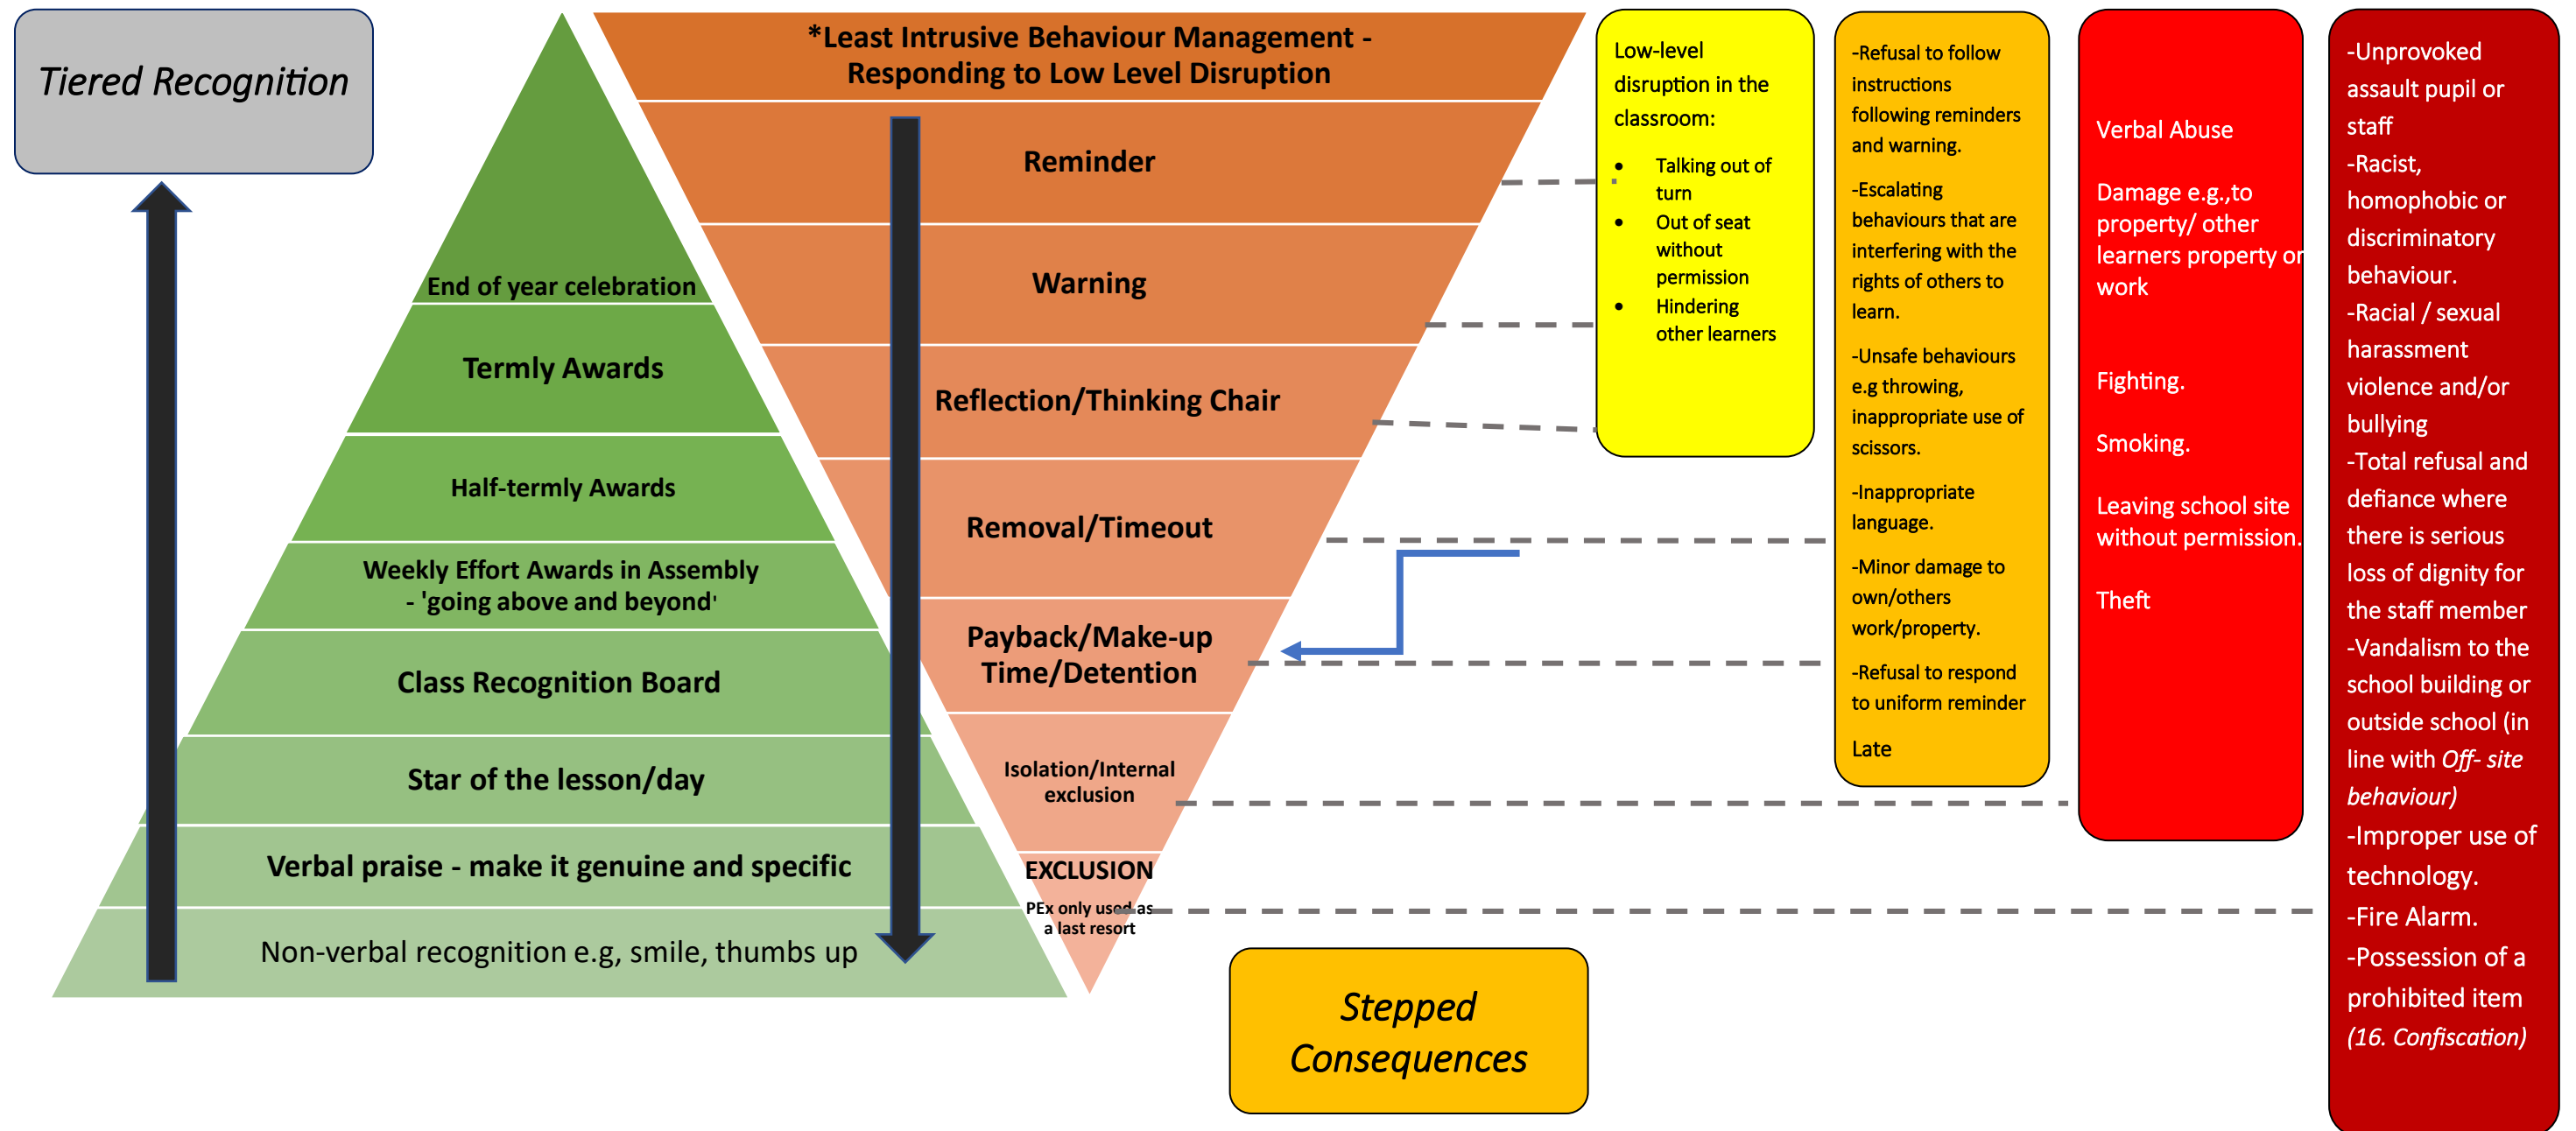 Tiered Recognition
End of year celebration
Termly Awards
Half-termly Awards
Weekly Effort Awards in Assembly
- 'going above and beyond'
Class Recognition Board
Star of the lesson/day
Verbal praise - make it genuine and specific
Non-verbal recognition e.g, smile, thumbs up
*Least Intrusive Behaviour Management -
Responding to Low Level Disruption
Reminder
Warning
Reflection/Thinking Chair
Removal/Timeout
Payback/Make-up
Time/Detention
Isolation/Internal
exclusion
EXCLUSION
PEx only used as
a last resort
Stepped
Consequences
Low-level
disruption in the
classroom:
• Talking out of
turn
• Out of seat
without
permission
• Hindering
other learners
-Refusal to follow
instructions
following reminders
and warning.
-Escalating
behaviours that are
interfering with the
rights of others to
learn.
-Unsafe behaviours
e.g throwing,
inappropriate use of
scissors.
-Inappropriate
language.
-Minor damage to
own/others
work/property.
-Refusal to respond
to uniform reminder
Late
Verbal Abuse
Damage e.g.,to
property/ other
learners property or
work
Fighting.
Smoking.
Leaving school site
without permission.
Theft
-Unprovoked
assault pupil or
staff
-Racist,
homophobic or
discriminatory
behaviour.
-Racial / sexual
harassment
violence and/or
bullying
-Total refusal and
defiance where
there is serious
loss of dignity for
the staff member
-Vandalism to the
school building or
outside school (in
line with Off- site
behaviour)
-Improper use of
technology.
-Fire Alarm.
-Possession of a
prohibited item
(16. Confiscation)